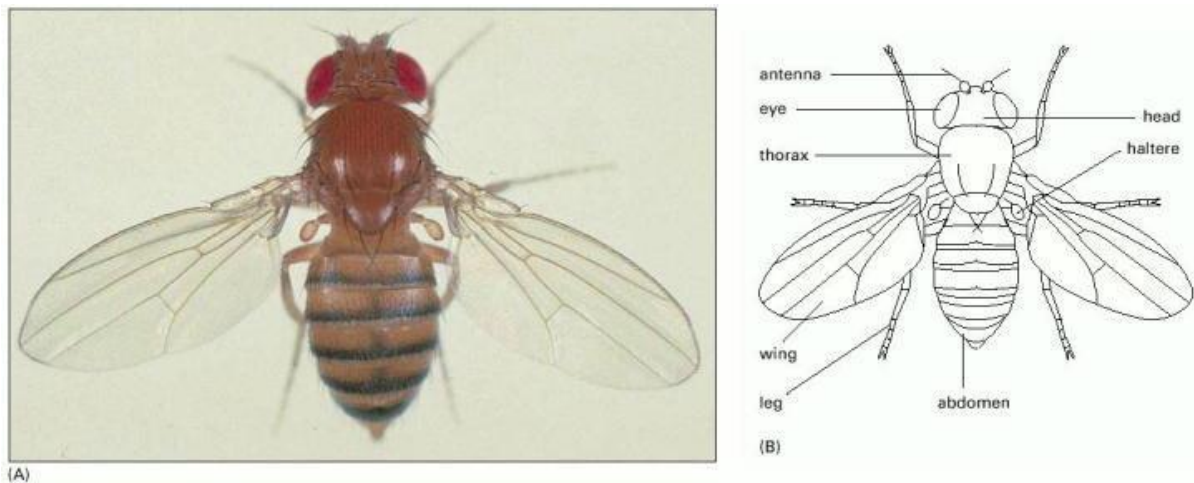 antenna
eye
head
thorax
haltere
wing
leg
abdomen
(A)
(B)